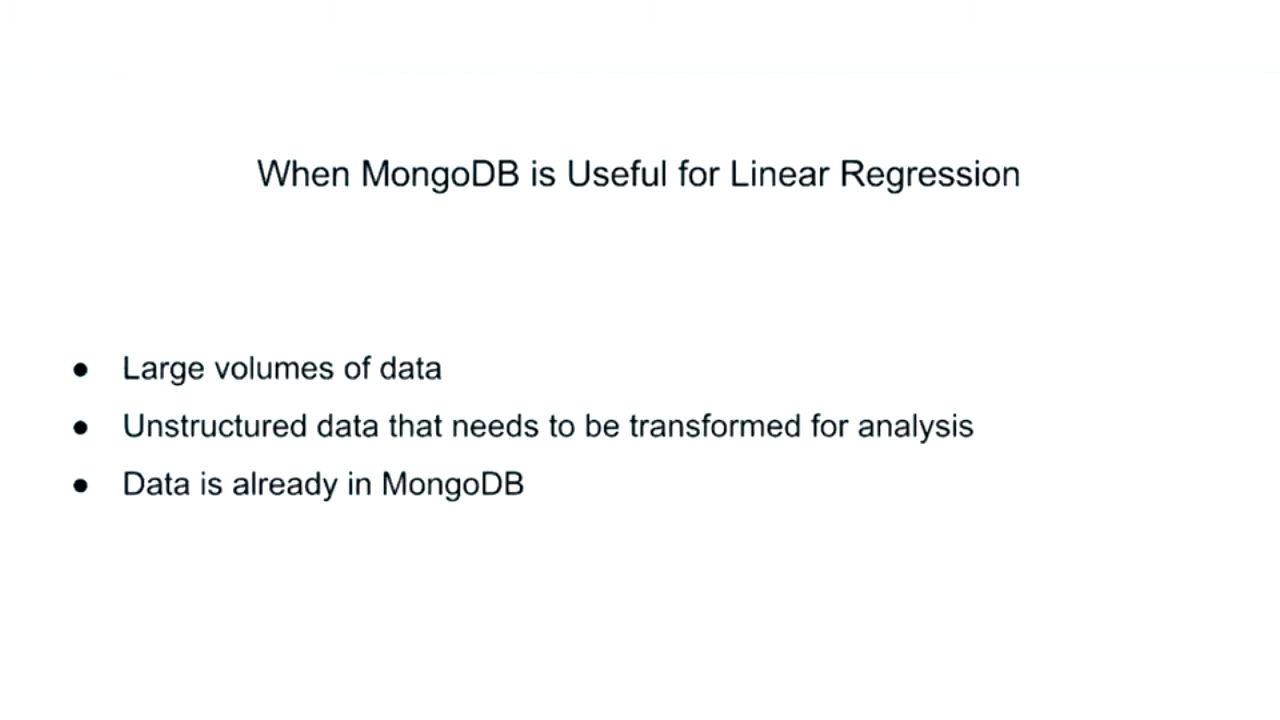 When MongoDB is Useful for Linear Regression
● Large volumes of data
● Unstructured data that needs to be transformed for analysis
● Data is already in MongoDB